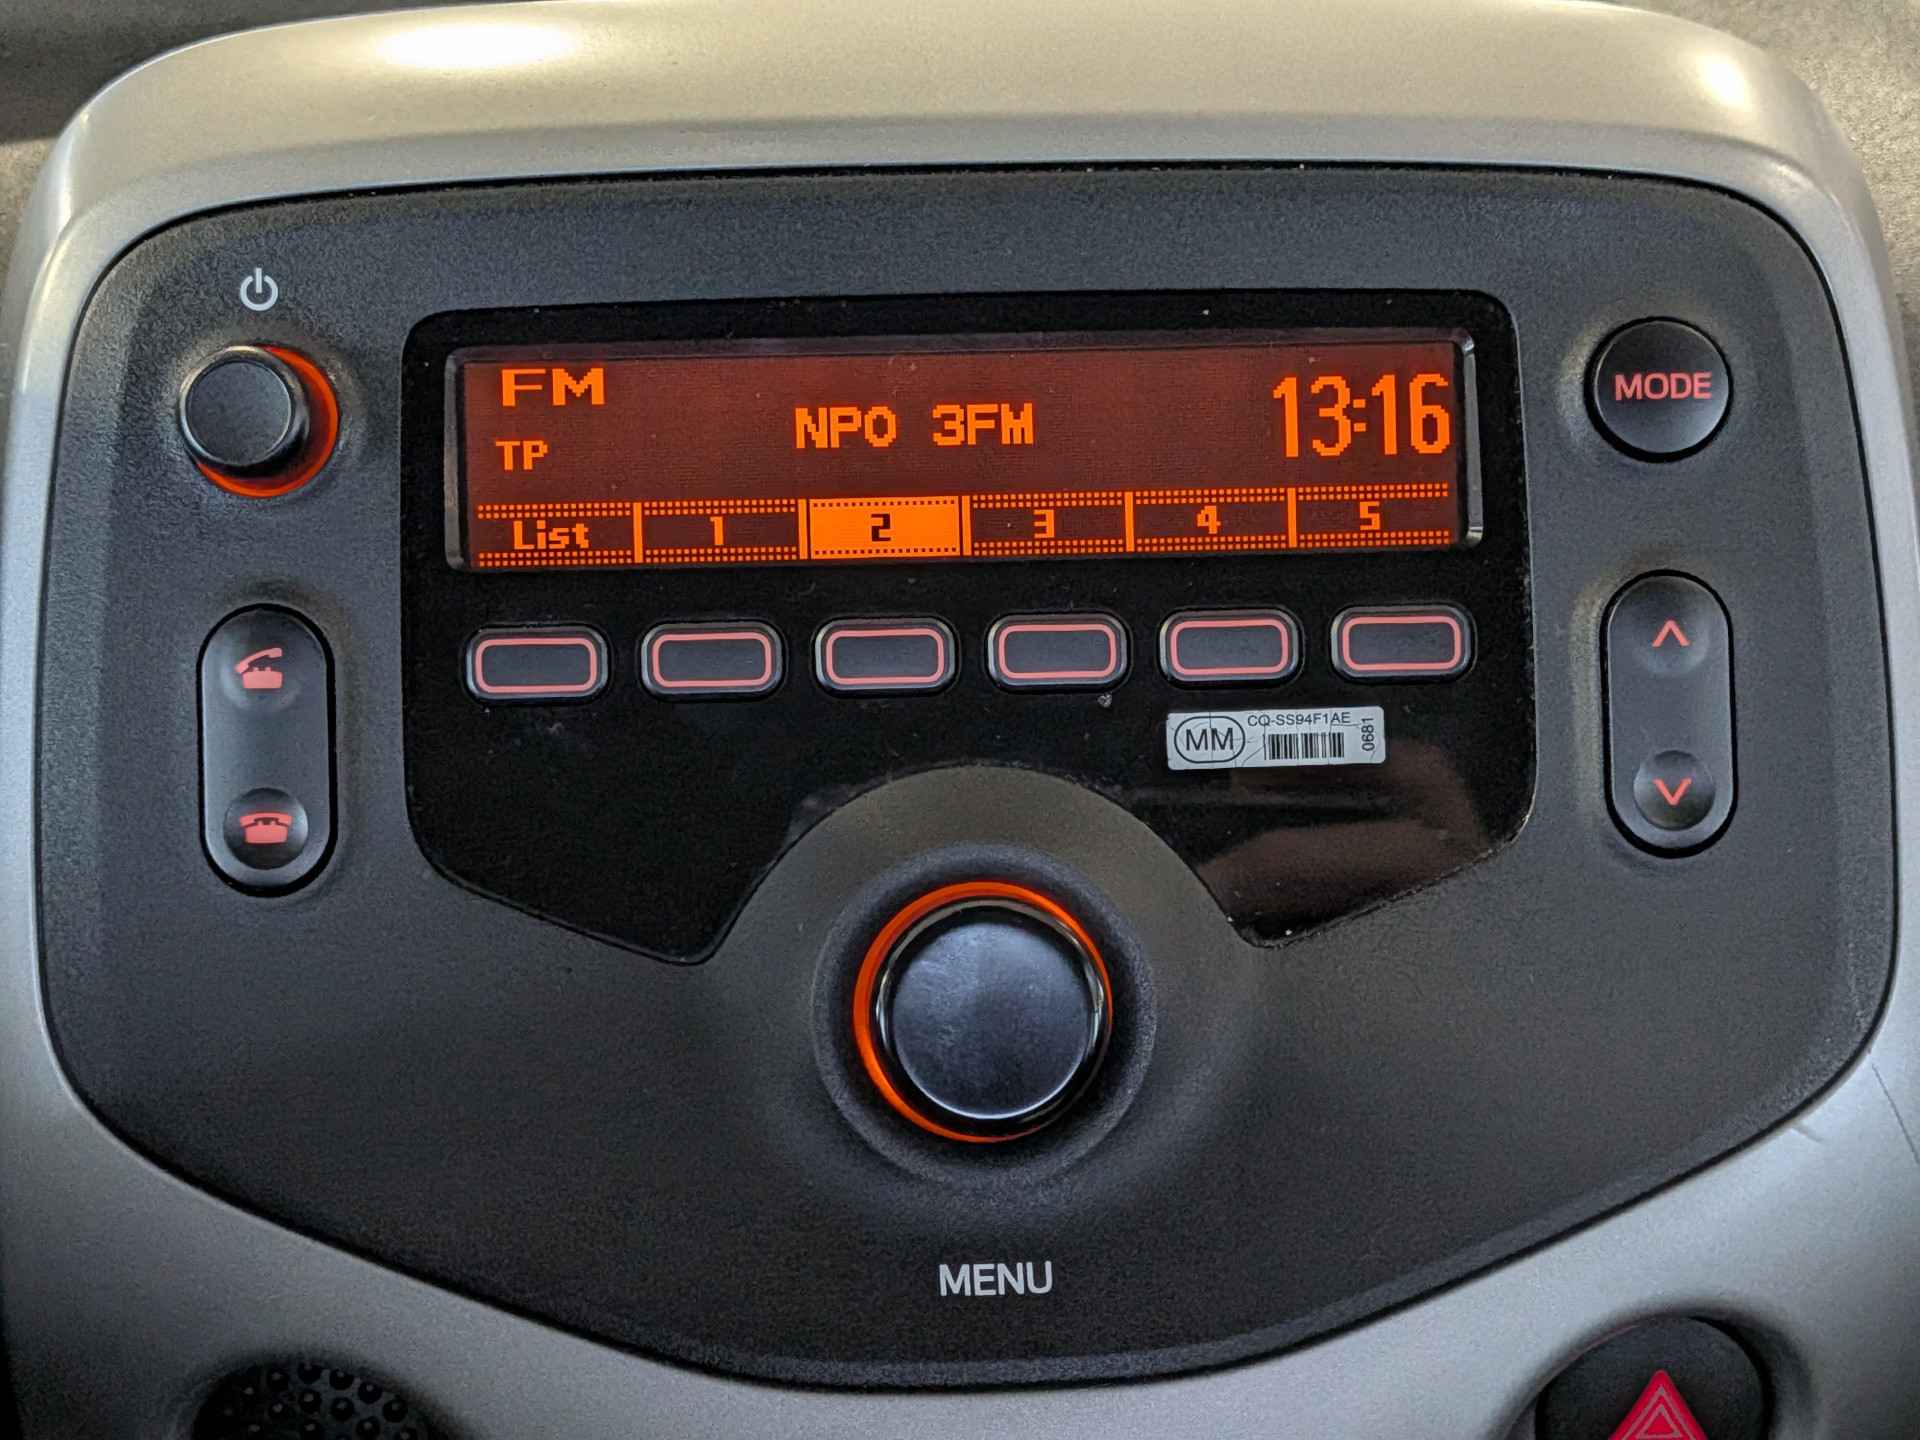 FM
NPO 3FM
13:16
TP
List 1 2 3 4 5
MODE
MM
CQ-SS94F1AE
0681
MENU